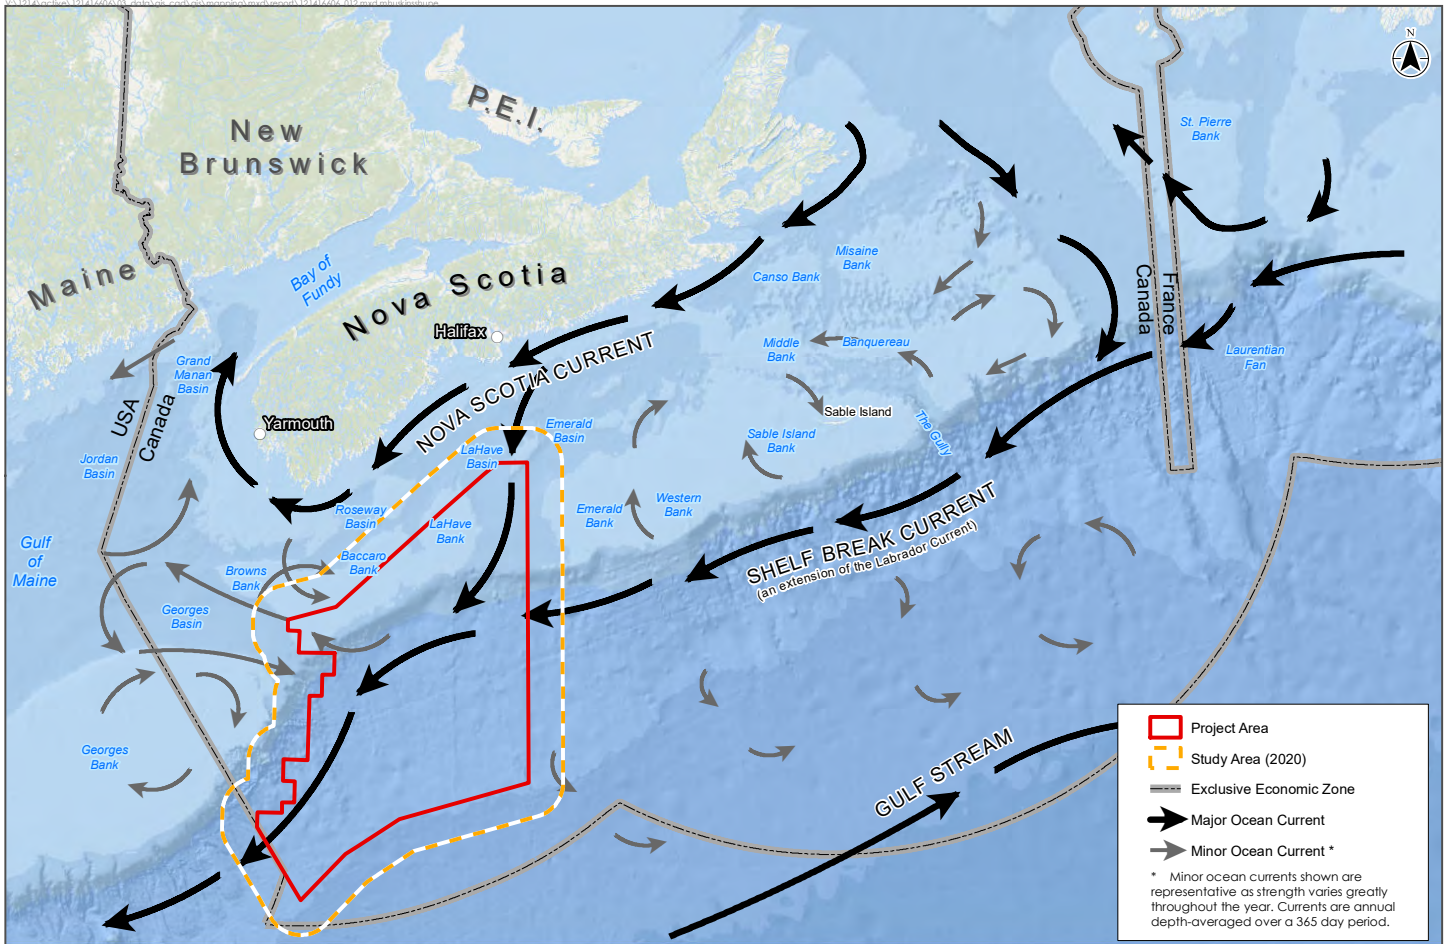 N
P.E.I.
New
Brunswick
St. Pierre
Bank
Maine
Bay of
Fundy
Nova Scotia
Halifax
Misaine
Bank
Canso Bank
Canada
France
Middle
Bank
Banquereau
Laurentian
Fan
Grand
Manan
Basin
USA
Canada
NOVA SCOTIA CURRENT
Yarmouth
Sable Island
The Gully
Emerald
Basin
LaHave
Basin
Sable Island
Bank
Jordan
Basin
Roseway
Basin
LaHave
Bank
Emerald
Bank
Western
Bank
SHELF BREAK CURRENT
(an extension of the Labrador Current)
Gulf
of
Maine
Browns
Bank
Baccaro
Bank
Georges
Basin
Georges
Bank
GULF STREAM
Project Area
Study Area (2020)
Exclusive Economic Zone
Major Ocean Current
Minor Ocean Current *
* Minor ocean currents shown are
representative as strength varies greatly
throughout the year. Currents are annual
depth-averaged over a 365 day period.